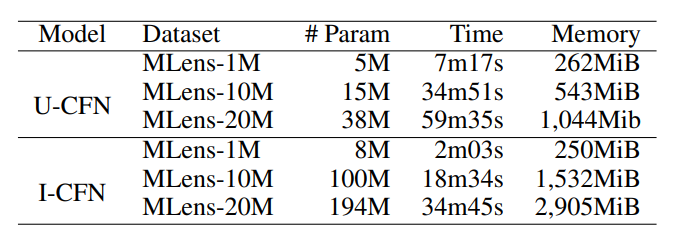 Model Dataset # Param Time Memory
MLens-1M 5M 7m17s 262MiB
U-CFN MLens-10M 15M 34m51s 543MiB
MLens-20M 38M 59m35s 1,044Mib
MLens-1M 8M 2m03s 250MiB
I-CFN MLens-10M 100M 18m34s 1,532MiB
MLens-20M 194M 34m45s 2,905MiB